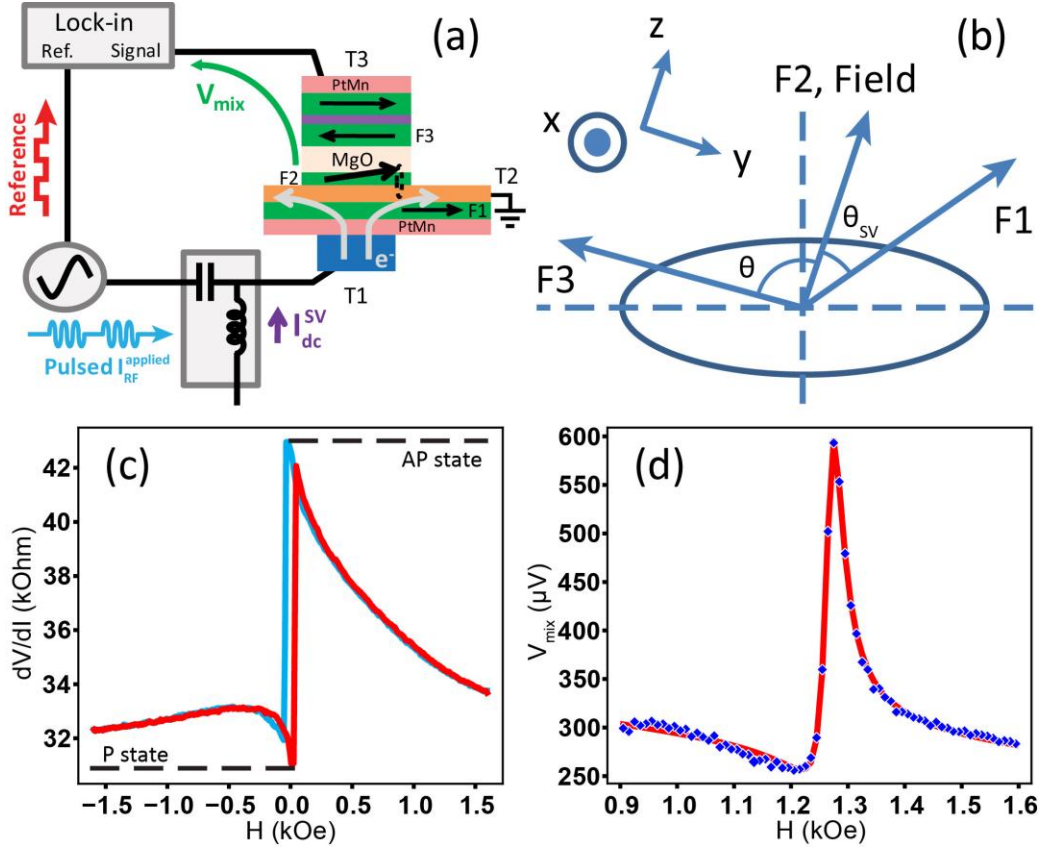 (a)
Lock-in
Ref. Signal
T3
PtMn
V_mix
F3
MgO
F2
T2
F1
PtMn
e⁻
T1
Reference
I_dc^SV
Pulsed I_RF^applied
(b)
z
F2, Field
x
y
θ_SV
F1
F3
θ
(c)
AP state
P state
dV/dI (kOhm)
42
40
38
36
34
32
−1.5 −1.0 −0.5 0.0 0.5 1.0 1.5
H (kOe)
(d)
V_mix (µV)
600
550
500
450
400
350
300
250
0.9 1.0 1.1 1.2 1.3 1.4 1.5 1.6
H (kOe)